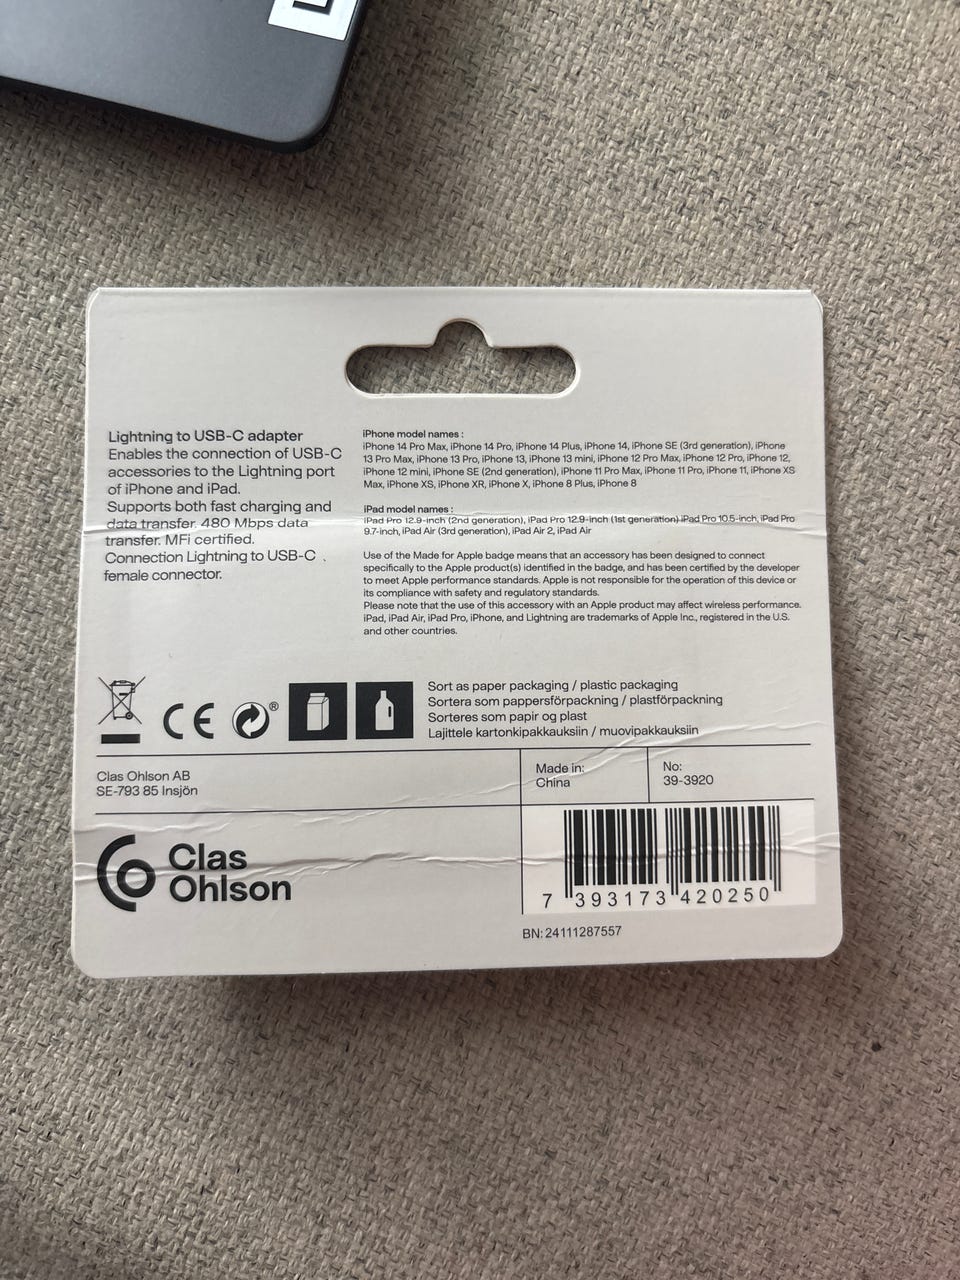 Lightning to USB-C adapter
Enables the connection of USB-C
accessories to the Lightning port
of iPhone and iPad.
Supports both fast charging and
data transfer. 480 Mbps data
transfer. MFi certified.
Connection Lightning to USB-C
female connector.
iPhone model names :
iPhone 14 Pro Max, iPhone 14 Pro, iPhone 14 Plus, iPhone 14, iPhone SE (3rd generation), iPhone
13 Pro Max, iPhone 13 Pro, iPhone 13, iPhone 13 mini, iPhone 12 Pro Max, iPhone 12 Pro, iPhone 12,
iPhone 12 mini, iPhone SE (2nd generation), iPhone 11 Pro Max, iPhone 11 Pro, iPhone 11, iPhone XS
Max, iPhone XS, iPhone XR, iPhone X, iPhone 8 Plus, iPhone 8
iPad model names :
iPad Pro 12.9-inch (2nd generation), iPad Pro 12.9-inch (1st generation) iPad Pro 10.5-inch, iPad Pro
9.7-inch, iPad Air (3rd generation), iPad Air 2, iPad Air
Use of the Made for Apple badge means that an accessory has been designed to connect
specifically to the Apple product(s) identified in the badge, and has been certified by the developer
to meet Apple performance standards. Apple is not responsible for the operation of this device or
its compliance with safety and regulatory standards.
Please note that the use of this accessory with an Apple product may affect wireless performance.
iPad, iPad Air, iPad Pro, iPhone, and Lightning are trademarks of Apple Inc., registered in the U.S.
and other countries.
CE
®
Sort as paper packaging / plastic packaging
Sortera som pappersförpackning / plastförpackning
Sorteres som papir og plast
Lajittele kartonkipakkauksiin / muovipakkauksiin
Clas Ohlson AB
SE-793 85 Insjön
Made in:
China
No:
39-3920
Clas
Ohlson
7 393173 420250
BN: 24111287557